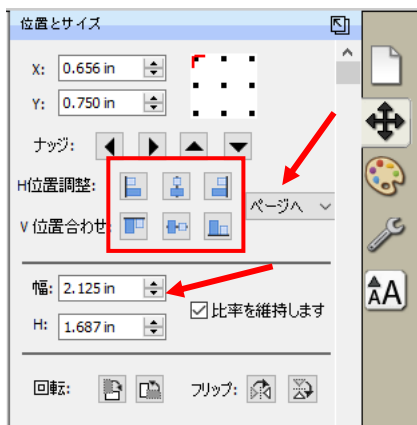 位置とサイズ
X: 0.656 in
Y: 0.750 in
ナッジ:
H位置調整:
ページへ
V 位置合わせ
幅: 2.125 in
比率を維持します
H: 1.687 in
回転: フリップ:
AA